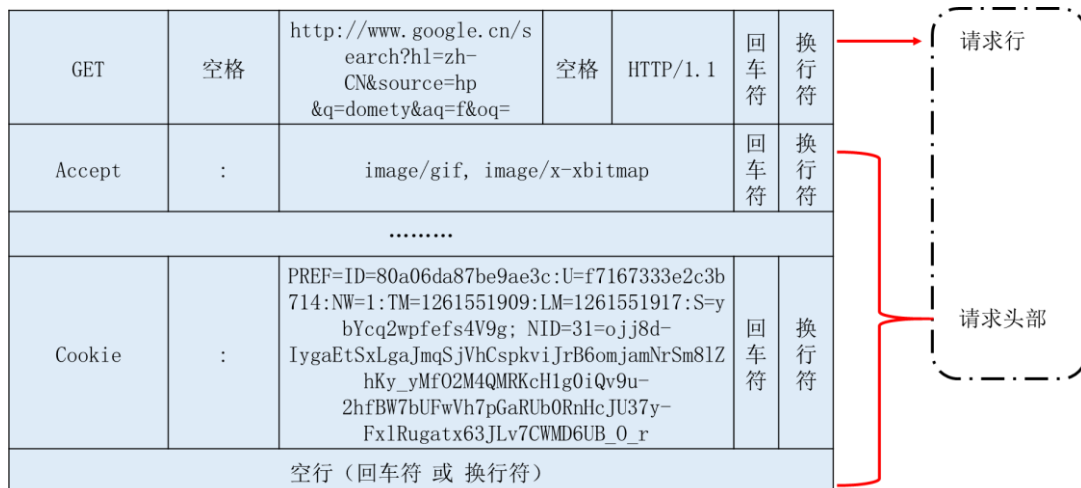 GET 空格 http://www.google.cn/s
earch?hl=zh-
CN&source=hp
&q=domety&aq=f&oq= 空格 HTTP/1.1 回车符 换行符 请求行
Accept : image/gif, image/x-xbitmap 回车符 换行符
………
Cookie : PREF=ID=80a06da87be9ae3c:U=f7167333e2c3b
714:NW=1:TM=1261551909:LM=1261551917:S=y
bYcq2wpfefs4V9g; NID=31=ojj8d-
IygaEtSxLgaJmqSjVhCspkviJrB6omjamNrSm8lZ
hKy_yMfO2M4QMRKcH1g0iQv9u-
2hfBW7bUFwVh7pGaRUb0RnHcJU37y-
FxlRugatx63JLv7CWMD6UB_O_r 回车符 换行符 请求头部
空行（回车符 或 换行符）